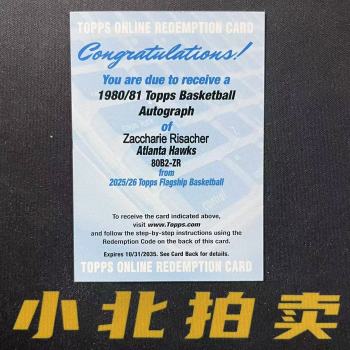 TOPPS ONLINE REDEMPTION CARD
Congratulations!
You are due to receive a
1980/81 Topps Basketball
Autograph
of
Zaccharie Risacher
Atlanta Hawks
80B2-ZR
from
2025/26 Topps Flagship Basketball
To receive the card indicated above,
visit www.Topps.com
and follow the step-by-step instructions using the
Redemption Code on the back of this card.
Expires 10/31/2035. See Card Back for details.
TOPPS ONLINE REDEMPTION CARD
小北拍卖